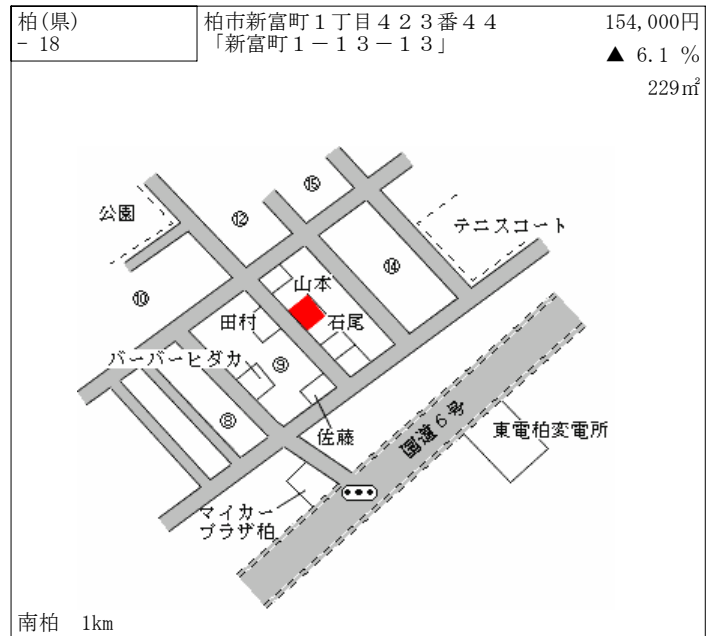 柏(県)
- 18
柏市新富町１丁目４２３番４４
「新富町１－１３－１３」
154,000円
▲ 6.1 %
229㎡
⑮
公園
⑫
テニスコート
⑭
山本
⑩
田村
石尾
バーバーヒダカ
⑨
⑧
佐藤
国道６号
東電柏変電所
マイカー
プラザ柏
南柏 1km